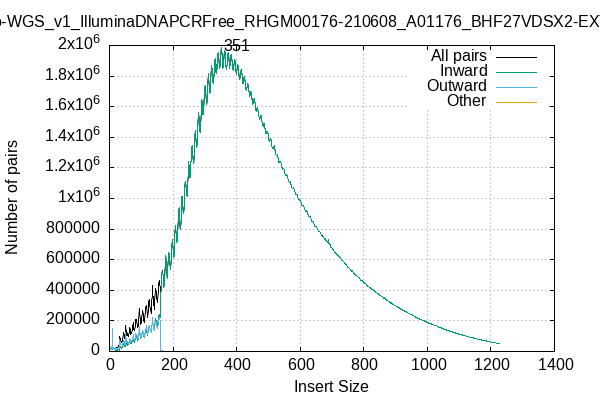 o-WGS_v1_IlluminaDNAPCRFree_RHGM00176-210608_A01176_BHF27VDSX2-EX
351
All pairs
Inward
Outward
Other
Number of pairs
2x10^6
1.8x10^6
1.6x10^6
1.4x10^6
1.2x10^6
1x10^6
800000
600000
400000
200000
0
0 200 400 600 800 1000 1200 1400
Insert Size